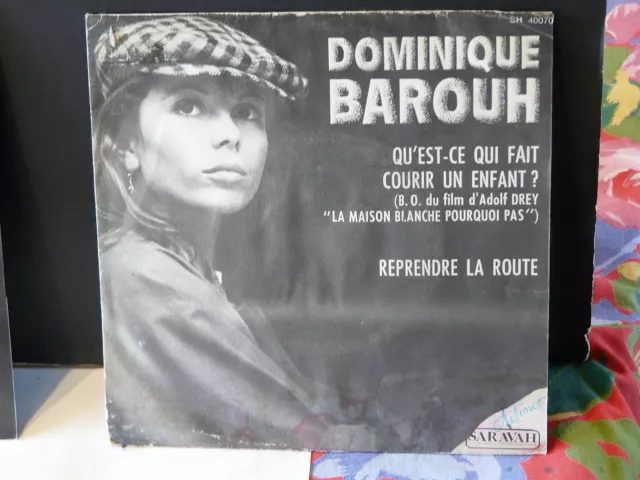 SH 40070
DOMINIQUE
BAROUH
QU'EST-CE QUI FAIT
COURIR UN ENFANT ?
(B. O. du film d'Adolf DREY
"LA MAISON BLANCHE POURQUOI PAS")
REPRENDRE LA ROUTE
SARAVAH